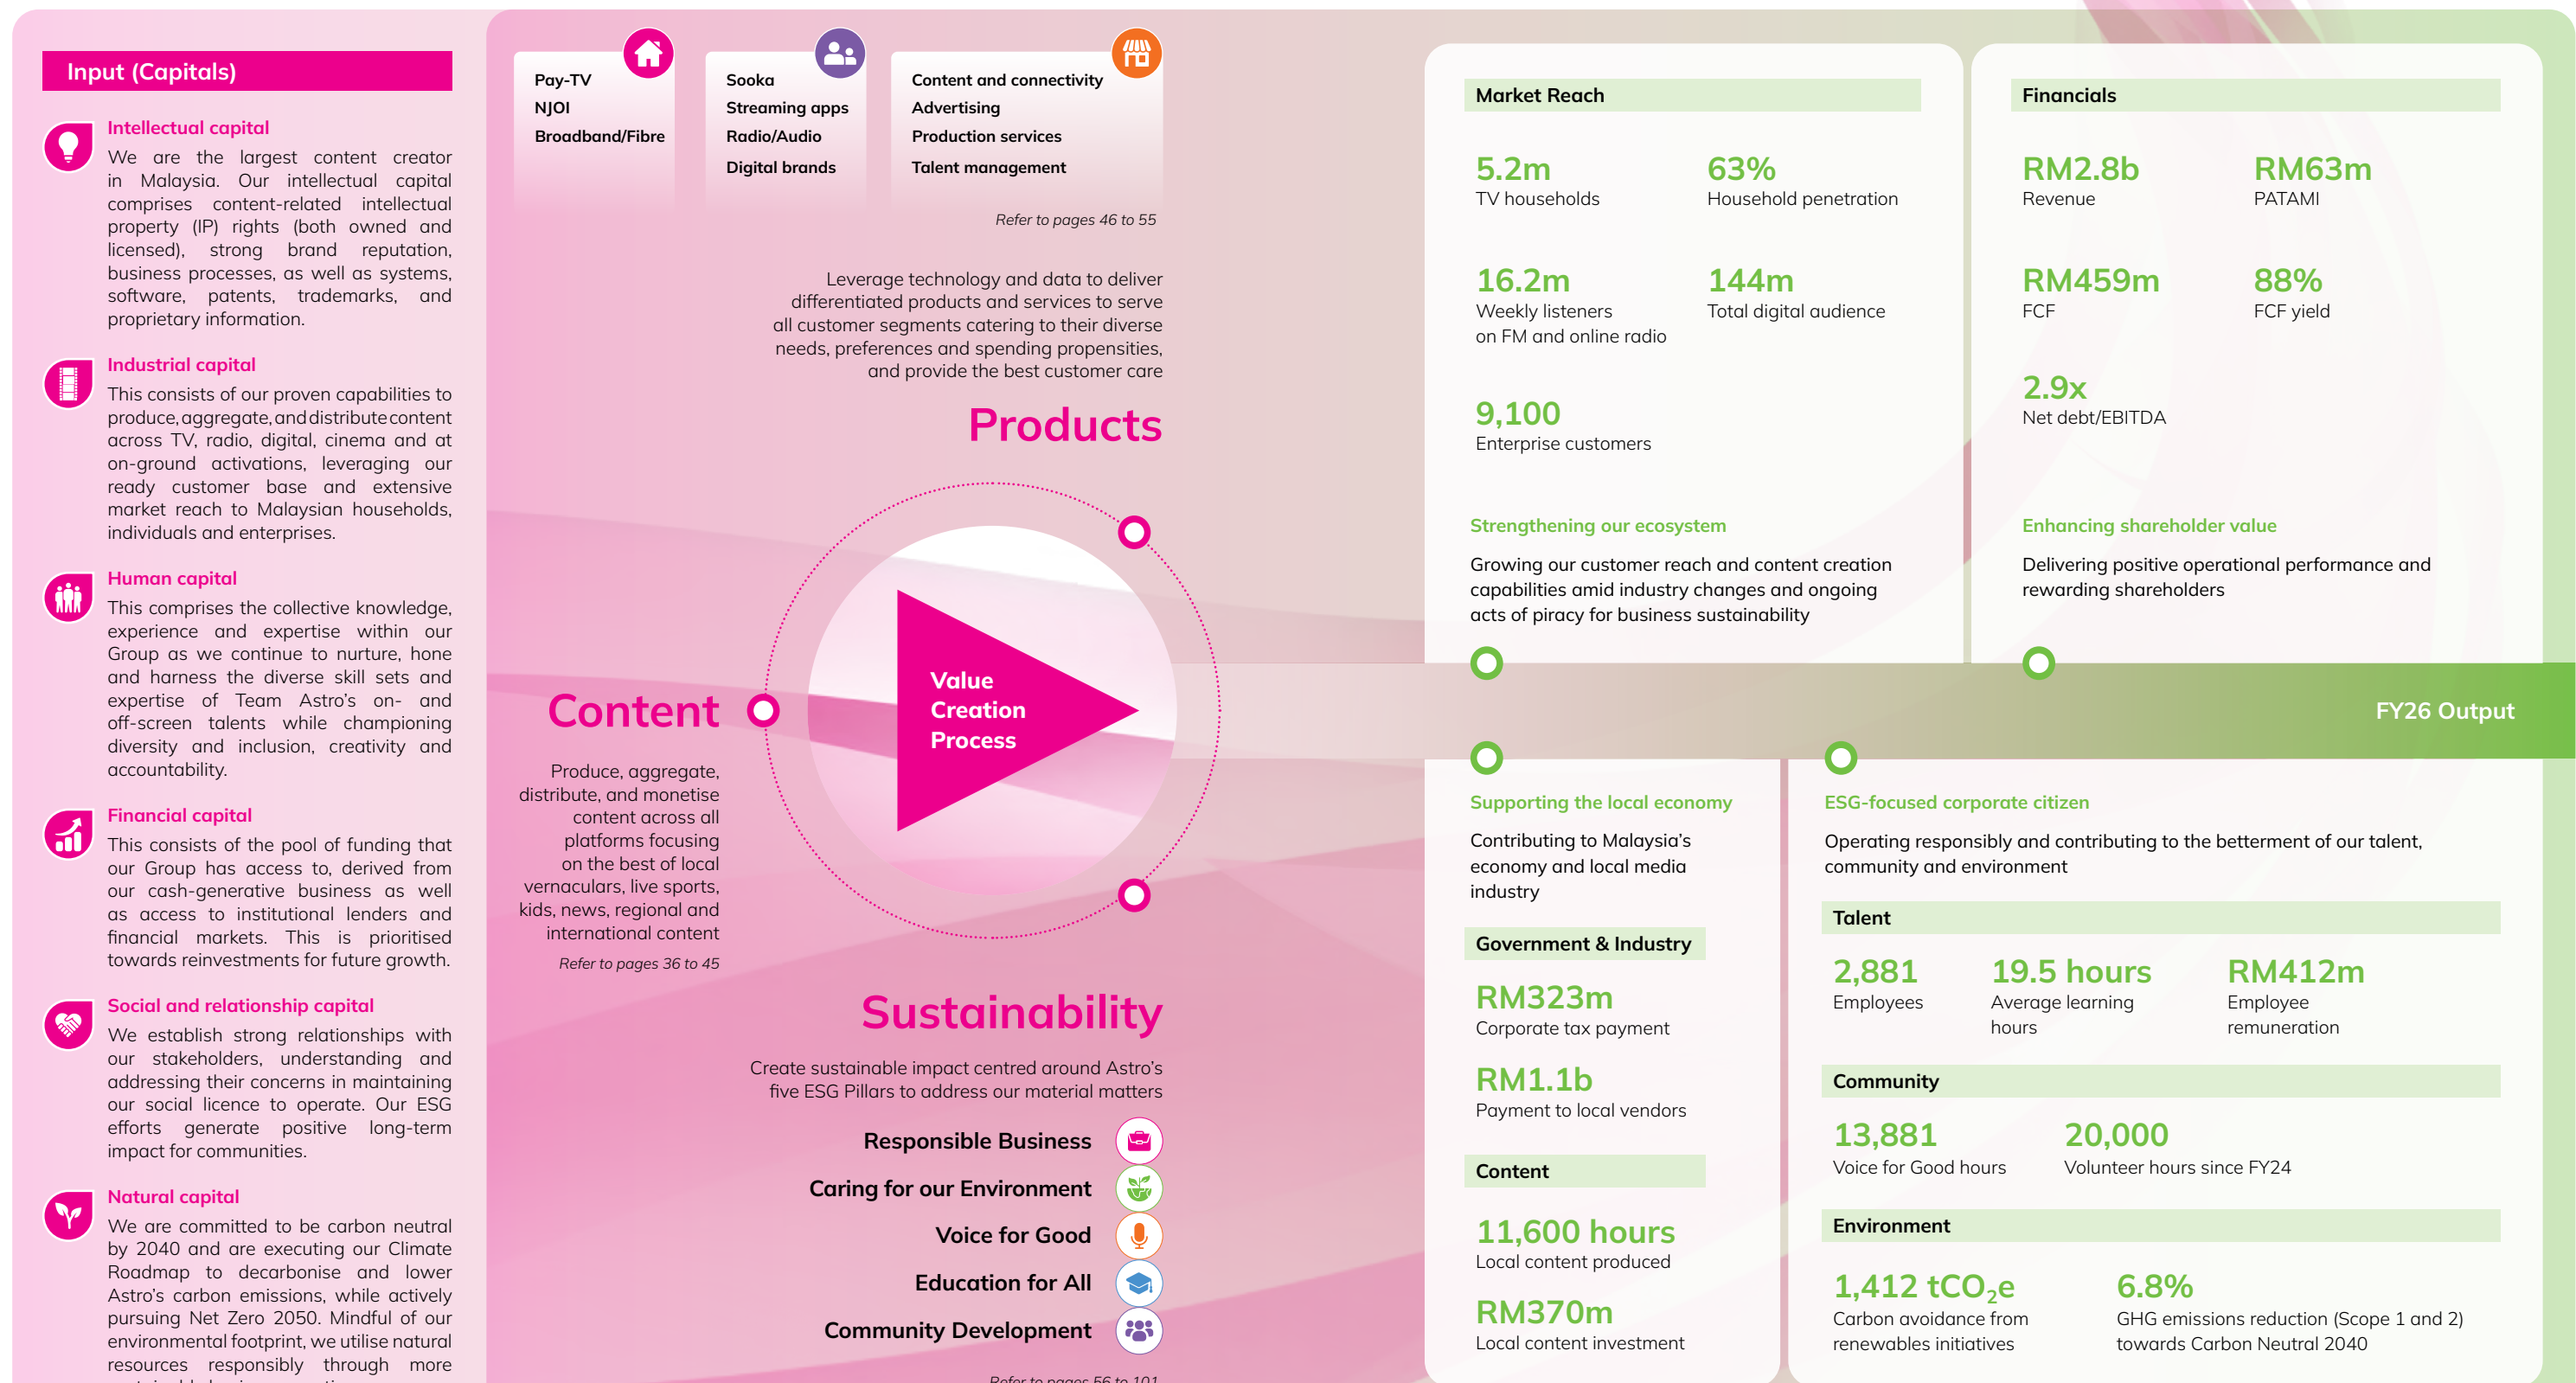 Input (Capitals)
Intellectual capital
We are the largest content creator
in Malaysia. Our intellectual capital
comprises content-related intellectual
property (IP) rights (both owned and
licensed), strong brand reputation,
business processes, as well as systems,
software, patents, trademarks, and
proprietary information.
Industrial capital
This consists of our proven capabilities to
produce, aggregate, and distribute content
across TV, radio, digital, cinema and at
on-ground activations, leveraging our
ready customer base and extensive
market reach to Malaysian households,
individuals and enterprises.
Human capital
This comprises the collective knowledge,
experience and expertise within our
Group as we continue to nurture, hone
and harness the diverse skill sets and
expertise of Team Astro's on- and
off-screen talents while championing
diversity and inclusion, creativity and
accountability.
Financial capital
This consists of the pool of funding that
our Group has access to, derived from
our cash-generative business as well
as access to institutional lenders and
financial markets. This is prioritised
towards reinvestments for future growth.
Social and relationship capital
We establish strong relationships with
our stakeholders, understanding and
addressing their concerns in maintaining
our social licence to operate. Our ESG
efforts generate positive long-term
impact for communities.
Natural capital
We are committed to be carbon neutral
by 2040 and are executing our Climate
Roadmap to decarbonise and lower
Astro's carbon emissions, while actively
pursuing Net Zero 2050. Mindful of our
environmental footprint, we utilise natural
resources responsibly through more
Pay-TV
NJOI
Broadband/Fibre
Sooka
Streaming apps
Radio/Audio
Digital brands
Content and connectivity
Advertising
Production services
Talent management
Refer to pages 46 to 55
Leverage technology and data to deliver
differentiated products and services to serve
all customer segments catering to their diverse
needs, preferences and spending propensities,
and provide the best customer care
Products
Value
Creation
Process
Content
Produce, aggregate,
distribute, and monetise
content across all
platforms focusing
on the best of local
vernaculars, live sports,
kids, news, regional and
international content
Refer to pages 36 to 45
Sustainability
Create sustainable impact centred around Astro's
five ESG Pillars to address our material matters
Responsible Business
Caring for our Environment
Voice for Good
Education for All
Community Development
Refer to pages 56 to 101
Market Reach
5.2m
TV households
63%
Household penetration
16.2m
Weekly listeners
on FM and online radio
144m
Total digital audience
9,100
Enterprise customers
Strengthening our ecosystem
Growing our customer reach and content creation
capabilities amid industry changes and ongoing
acts of piracy for business sustainability
Financials
RM2.8b
Revenue
RM63m
PATAMI
RM459m
FCF
88%
FCF yield
2.9x
Net debt/EBITDA
Enhancing shareholder value
Delivering positive operational performance and
rewarding shareholders
FY26 Output
Supporting the local economy
Contributing to Malaysia's
economy and local media
industry
Government & Industry
RM323m
Corporate tax payment
RM1.1b
Payment to local vendors
Content
11,600 hours
Local content produced
RM370m
Local content investment
ESG-focused corporate citizen
Operating responsibly and contributing to the betterment of our talent,
community and environment
Talent
2,881
Employees
19.5 hours
Average learning
hours
RM412m
Employee
remuneration
Community
13,881
Voice for Good hours
20,000
Volunteer hours since FY24
Environment
1,412 tCO₂e
Carbon avoidance from
renewables initiatives
6.8%
GHG emissions reduction (Scope 1 and 2)
towards Carbon Neutral 2040